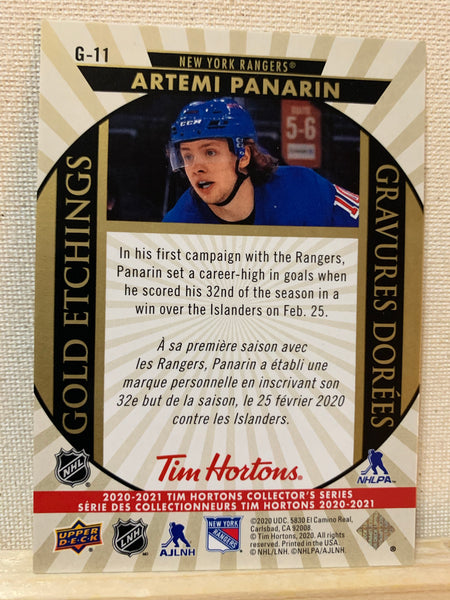 G-11
NEW YORK RANGERS®
ARTEMI PANARIN
5-6
GOLD ETCHINGS
GRAVURES DORÉES
In his first campaign with the Rangers,
Panarin set a career-high in goals when
he scored his 32nd of the season in a
win over the Islanders on Feb. 25.
À sa première saison avec
les Rangers, Panarin a établi une
marque personnelle en inscrivant son
32e but de la saison, le 25 février 2020
contre les Islanders.
NHL
Tim Hortons®
NHLPA
2020-2021 TIM HORTONS COLLECTOR'S SERIES
SÉRIE DES COLLECTIONNEURS TIM HORTONS 2020-2021
UPPER DECK
LNH
AJLNH
NEW YORK RANGERS
©2020 UDC. 5830 El Camino Real,
Carlsbad, CA 92008
© Tim Hortons, 2020. All rights
reserved. Printed in the USA.
®NHL/LNH. ©NHLPA/AJLNH.